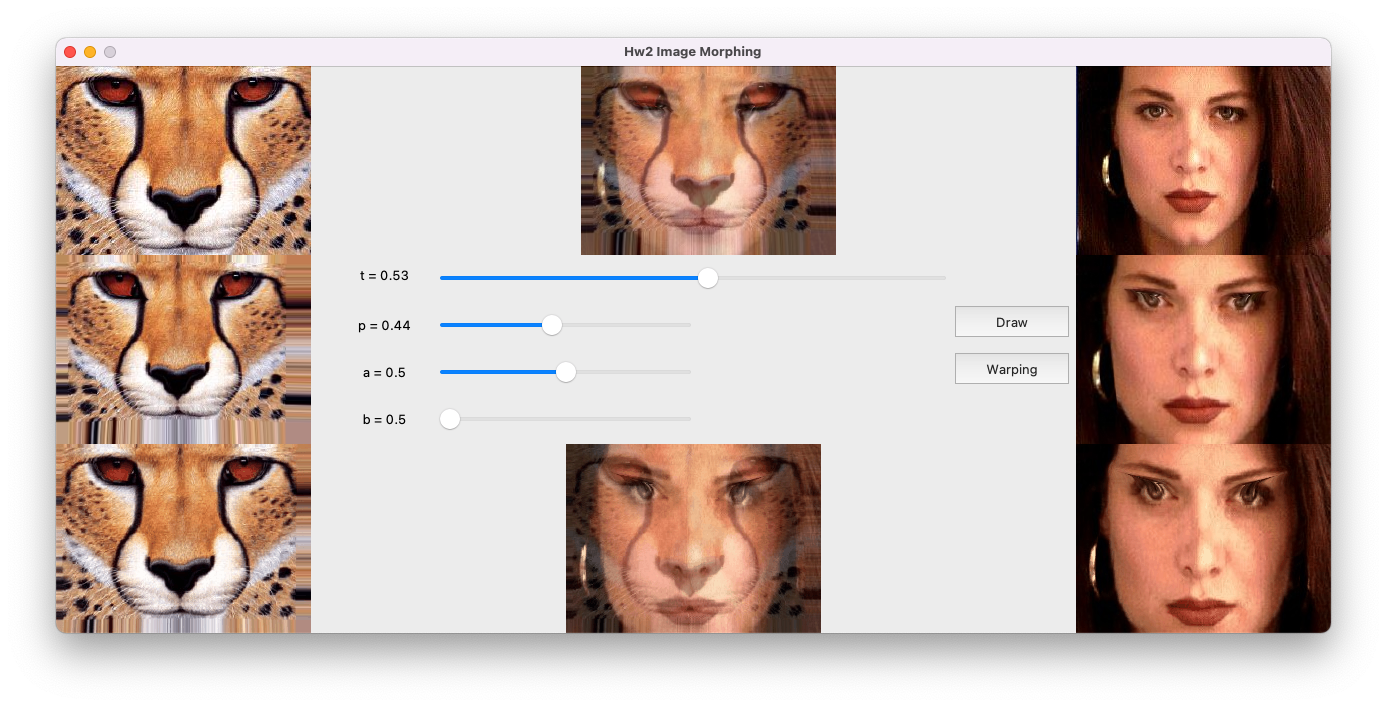 Hw2 Image Morphing
t = 0.53
p = 0.44
Draw
a = 0.5
Warping
b = 0.5